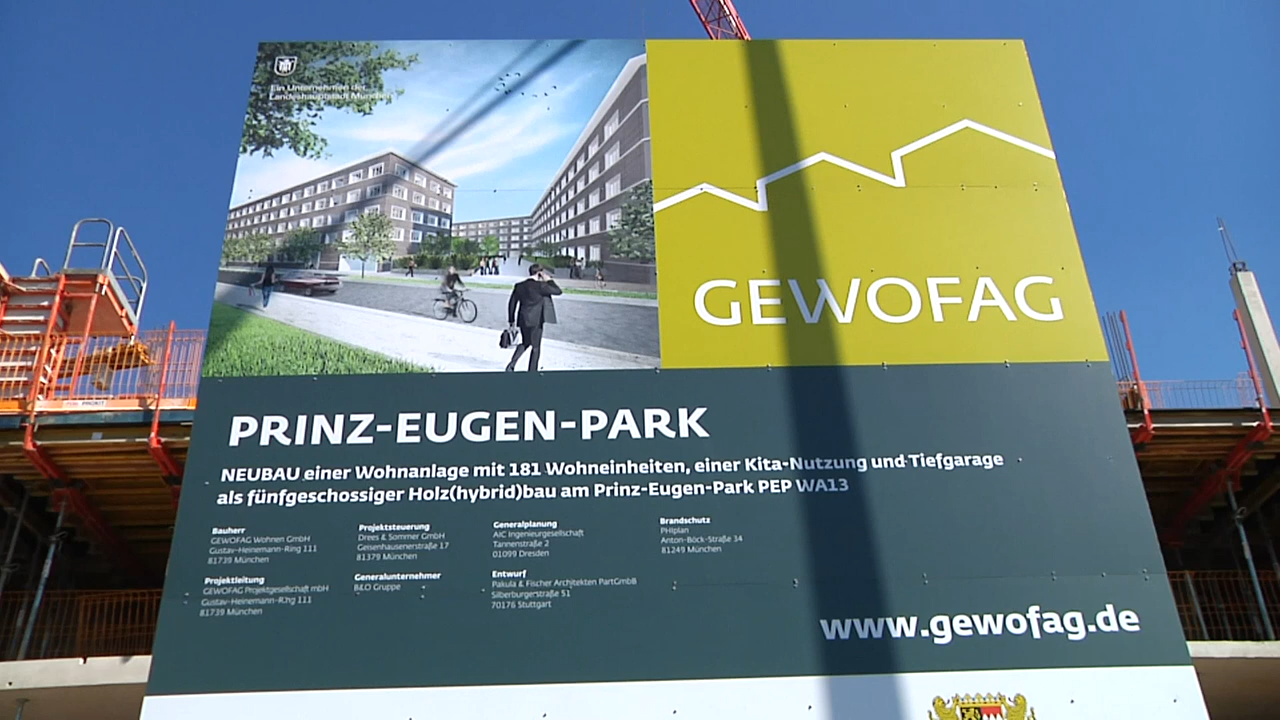 Ein Unternehmen der
Landeshauptstadt München
GEWOFAG
PRINZ-EUGEN-PARK
NEUBAU einer Wohnanlage mit 181 Wohneinheiten, einer Kita-Nutzung und Tiefgarage
als fünfgeschossiger Holz(hybrid)bau am Prinz-Eugen-Park PEP WA13
Bauherr
GEWOFAG Wohnen GmbH
Gustav-Heinemann-Ring 111
81739 München
Projektsteuerung
Drees & Sommer GmbH
Geisenhausenerstraße 17
81379 München
Generalplanung
AIC Ingenieurgesellschaft
Tannenstraße 2
01099 Dresden
Brandschutz
PHIplan
Anton-Böck-Straße 34
81249 München
Projektleitung
GEWOFAG Projektgesellschaft mbH
Gustav-Heinemann-Ring 111
81739 München
Generalunternehmer
B&O Gruppe
Entwurf
Pakula & Fischer Architekten PartGmbB
Silberburgerstraße 51
70176 Stuttgart
www.gewofag.de